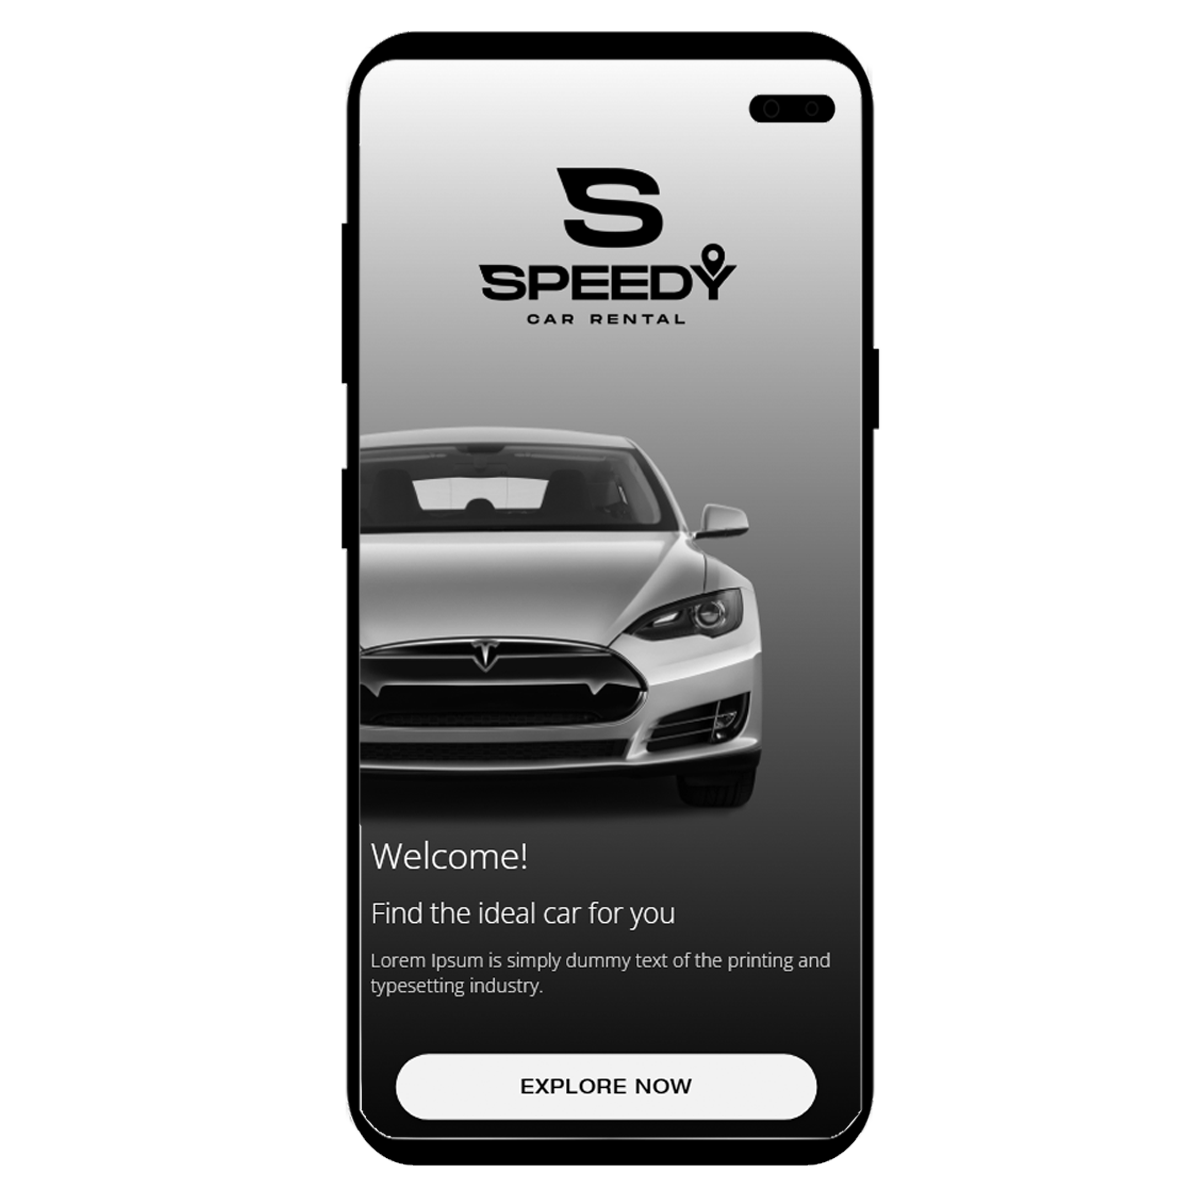 S
SPEEDY
CAR RENTAL
Welcome!
Find the ideal car for you
Lorem Ipsum is simply dummy text of the printing and
typesetting industry.
EXPLORE NOW